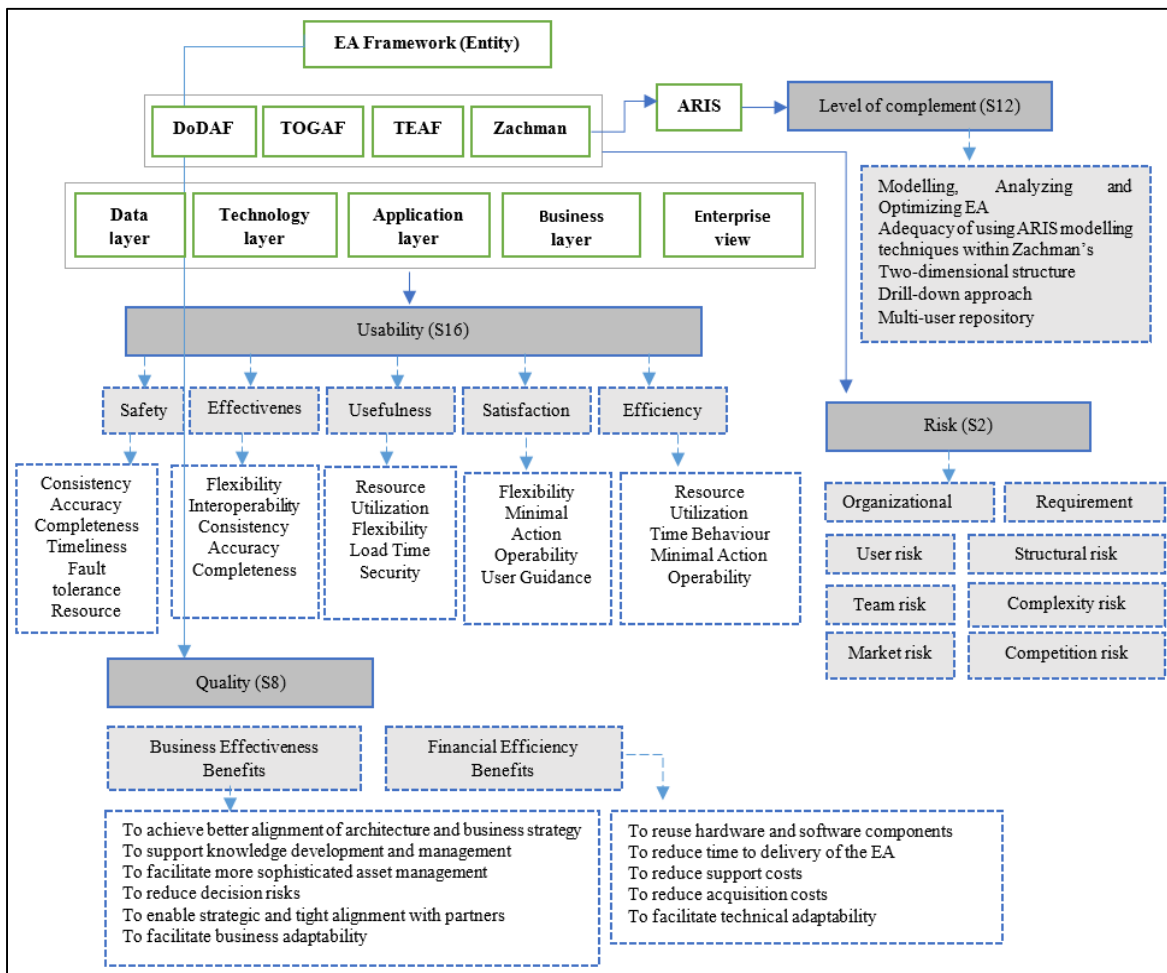 EA Framework (Entity)
DoDAF
TOGAF
TEAF
Zachman
ARIS
Level of complement (S12)
Modelling, Analyzing and
Optimizing EA
Adequacy of using ARIS modelling
techniques within Zachman's
Two-dimensional structure
Drill-down approach
Multi-user repository
Data
layer
Technology
layer
Application
layer
Business
layer
Enterprise
view
Usability (S16)
Safety
Effectivenes
Usefulness
Satisfaction
Efficiency
Consistency
Accuracy
Completeness
Timeliness
Fault
tolerance
Resource
Flexibility
Interoperability
Consistency
Accuracy
Completeness
Resource
Utilization
Flexibility
Load Time
Security
Flexibility
Minimal
Action
Operability
User Guidance
Resource
Utilization
Time Behaviour
Minimal Action
Operability
Risk (S2)
Organizational
Requirement
User risk
Structural risk
Team risk
Complexity risk
Market risk
Competition risk
Quality (S8)
Business Effectiveness
Benefits
Financial Efficiency
Benefits
To achieve better alignment of architecture and business strategy
To support knowledge development and management
To facilitate more sophisticated asset management
To reduce decision risks
To enable strategic and tight alignment with partners
To facilitate business adaptability
To reuse hardware and software components
To reduce time to delivery of the EA
To reduce support costs
To reduce acquisition costs
To facilitate technical adaptability